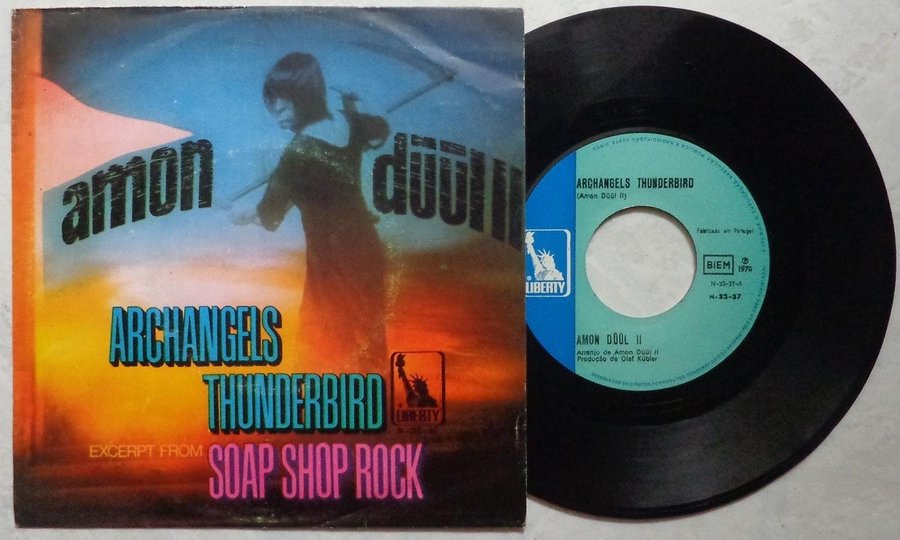 amon
düül II
ARCHANGELS
THUNDERBIRD
LIBERTY
EXCERPT FROM
SOAP SHOP ROCK
ARCHANGELS THUNDERBIRD
(Amon Düül II)
Fabricado em Portugal
BIEM
Ⓟ
1970
N-32-37-A
N-32-37
LIBERTY
AMON DÜÜL II
Arranjo de Amon Düül II
Produção de Olaf Kübler